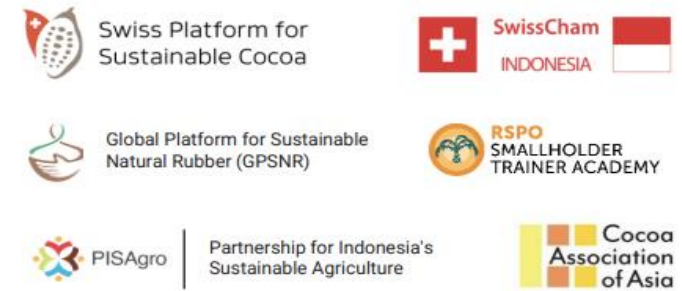 Swiss Platform for
Sustainable Cocoa
SwissCham
INDONESIA
Global Platform for Sustainable
Natural Rubber (GPSNR)
RSPO
SMALLHOLDER
TRAINER ACADEMY
PISAgro
Partnership for Indonesia's
Sustainable Agriculture
Cocoa
Association
of Asia